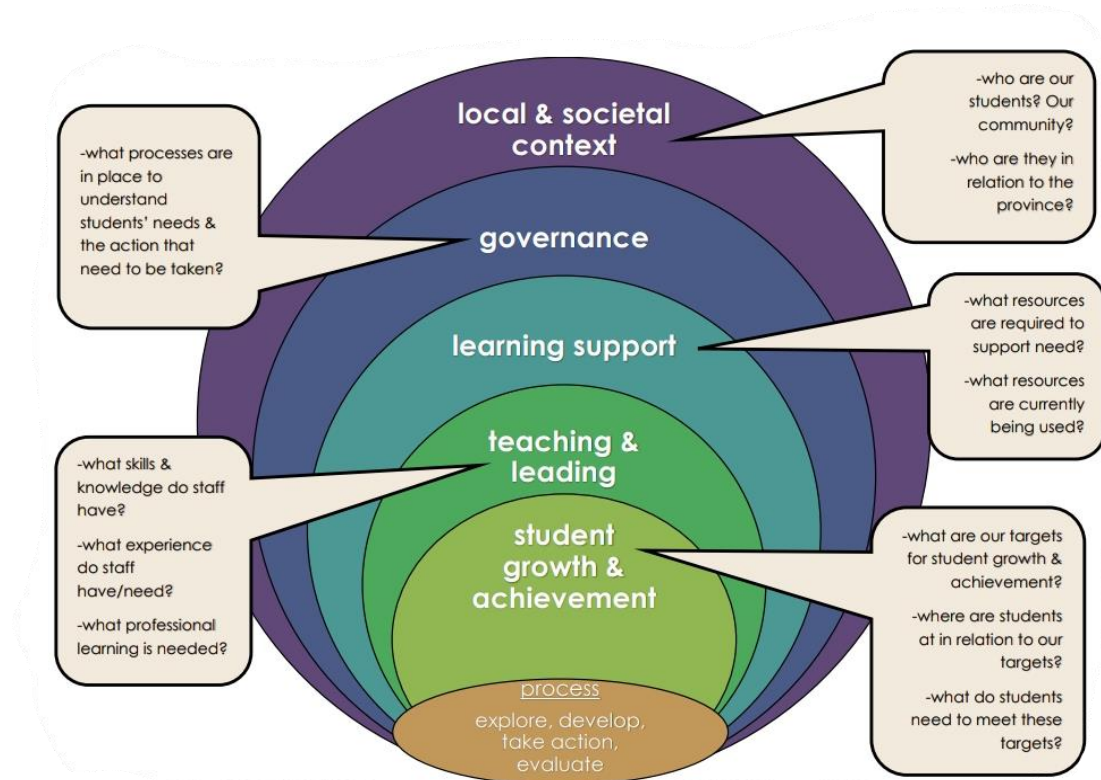 local & societal
context
-who are our
students? Our
community?
-who are they in
relation to the
province?
-what processes are
in place to
understand
students' needs &
the action that
need to be taken?
governance
learning support
-what resources
are required to
support need?
-what resources
are currently
being used?
teaching &
leading
-what skills &
knowledge do staff
have?
-what experience
do staff
have/need?
-what professional
learning is needed?
student
growth &
achievement
-what are our targets
for student growth &
achievement?
-where are students
at in relation to our
targets?
-what do students
need to meet these
targets?
process
explore, develop,
take action,
evaluate